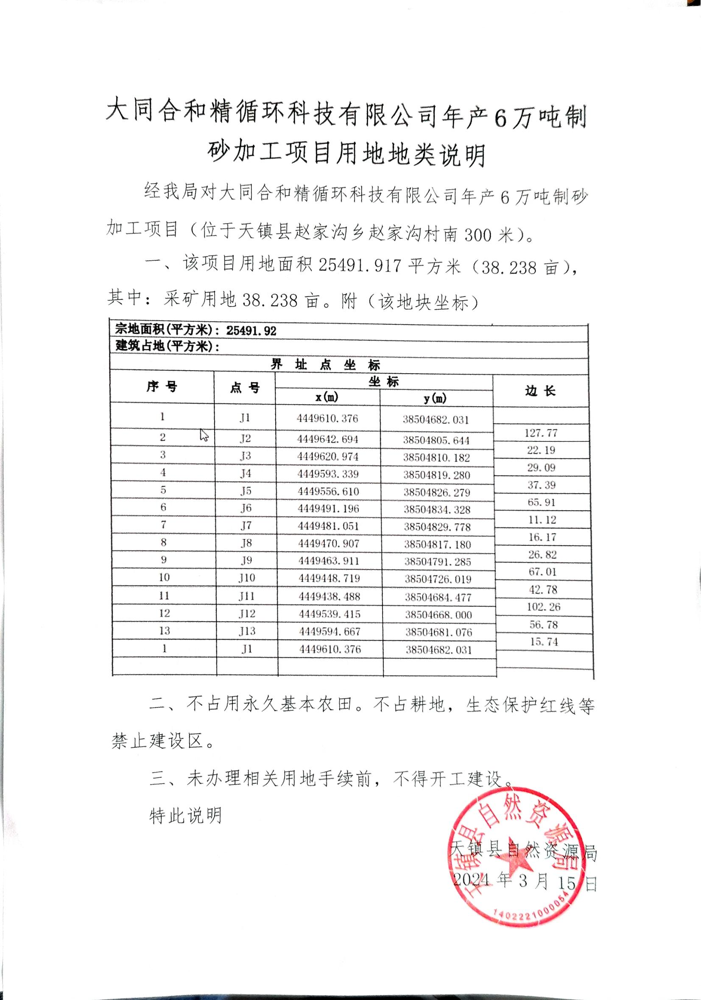 大同合和精循环科技有限公司年产6万吨制
砂加工项目用地地类说明
经我局对大同合和精循环科技有限公司年产6万吨制砂
加工项目（位于天镇县赵家沟乡赵家沟村南300米）。
一、该项目用地面积25491.917平方米（38.238亩），
其中：采矿用地38.238亩。附（该地块坐标）
宗地面积(平方米): 25491.92
建筑占地(平方米):
界 址 点 坐 标
序 号 点 号 坐 标 边 长
x(m) y(m)
1 J1 4449610.376 38504682.031
127.77
2 J2 4449642.694 38504805.644
22.19
3 J3 4449620.974 38504810.182
29.09
4 J4 4449593.339 38504819.280
37.39
5 J5 4449556.610 38504826.279
65.91
6 J6 4449491.196 38504834.328
11.12
7 J7 4449481.051 38504829.778
16.17
8 J8 4449470.907 38504817.180
26.82
9 J9 4449463.911 38504791.285
67.01
10 J10 4449448.719 38504726.019
42.78
11 J11 4449438.488 38504684.477
102.26
12 J12 4449539.415 38504668.000
56.78
13 J13 4449594.667 38504681.076
15.74
1 J1 4449610.376 38504682.031
二、不占用永久基本农田。不占耕地，生态保护红线等
禁止建设区。
三、未办理相关用地手续前，不得开工建设。
特此说明
天镇县自然资源局
2024年3月15日
天镇县自然资源局
1402221000054